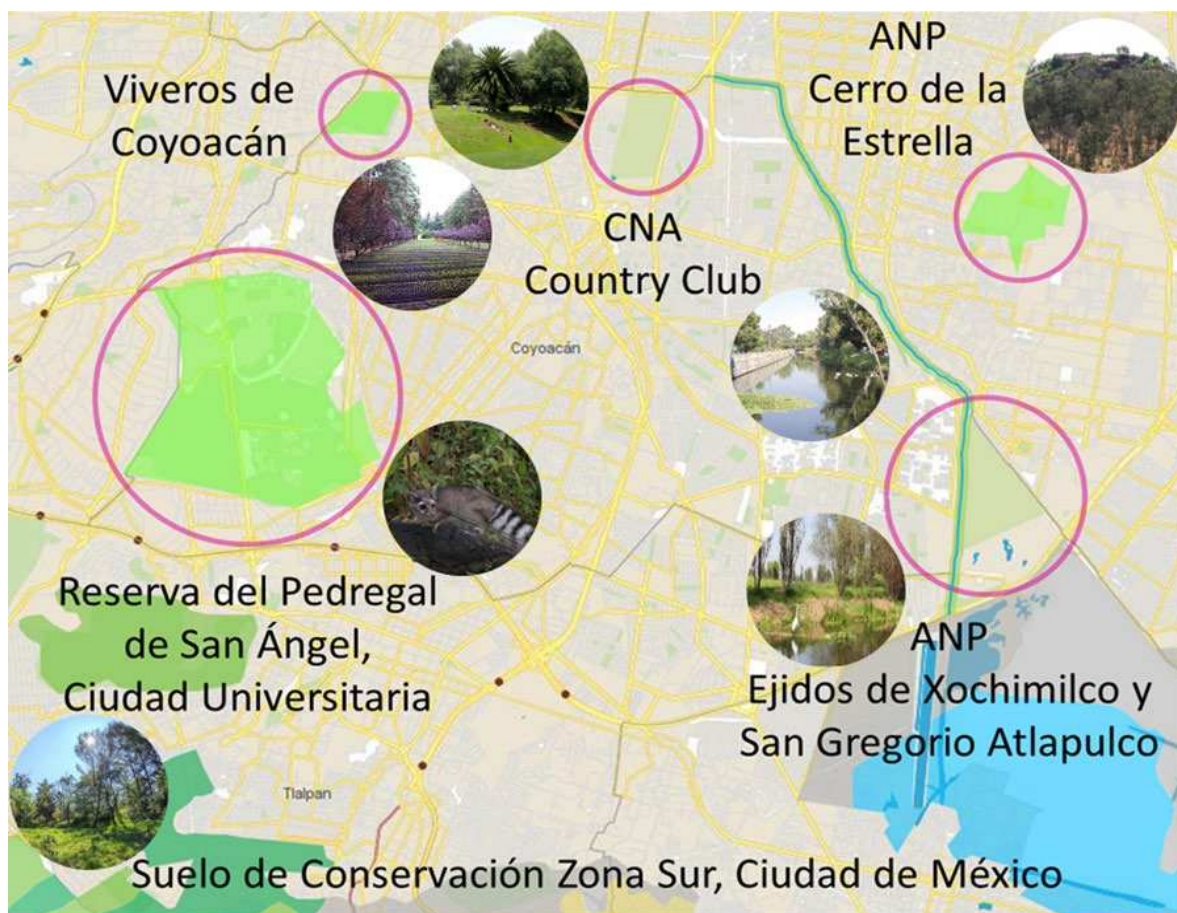 Viveros de
Coyoacán
ANP
Cerro de la
Estrella
CNA
Country Club
Coyoacán
Reserva del Pedregal
de San Ángel,
Ciudad Universitaria
ANP
Ejidos de Xochimilco y
San Gregorio Atlapulco
Tlalpan
Suelo de Conservación Zona Sur, Ciudad de México